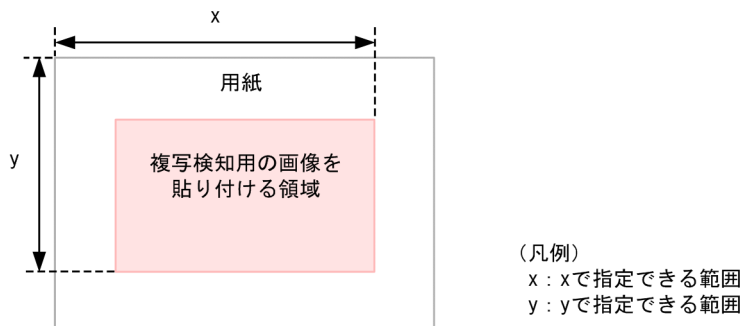 x
用紙
y
複写検知用の画像を
貼り付ける領域
（凡例）
x：xで指定できる範囲
y：yで指定できる範囲